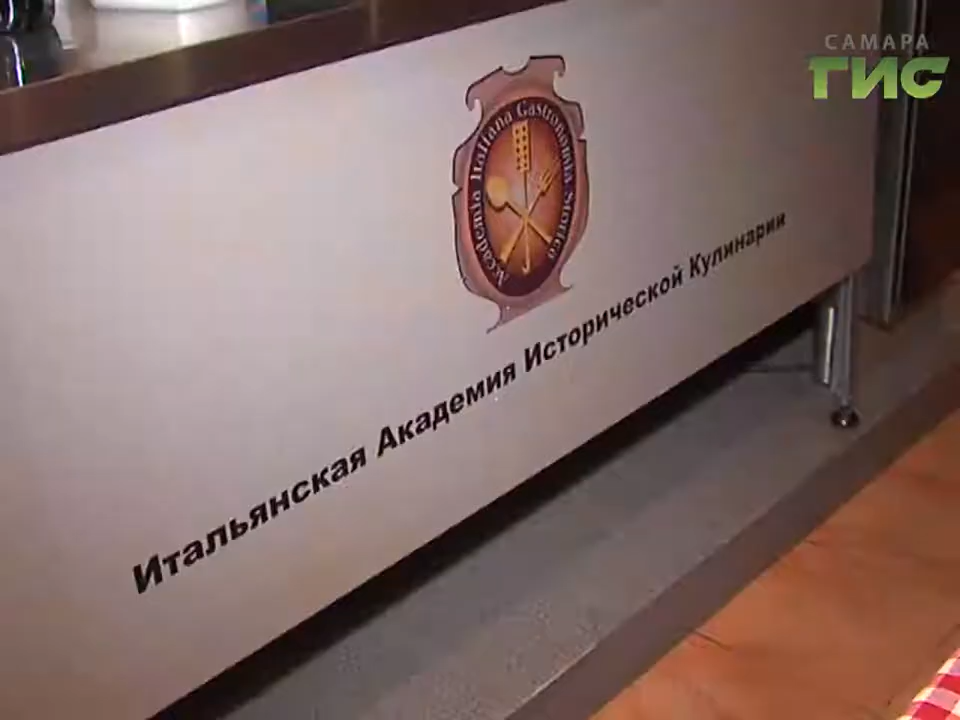 САМАРА
ГИС
Accademia Italiana Gastronomia Storica
Итальянская Академия Исторической Кулинарии